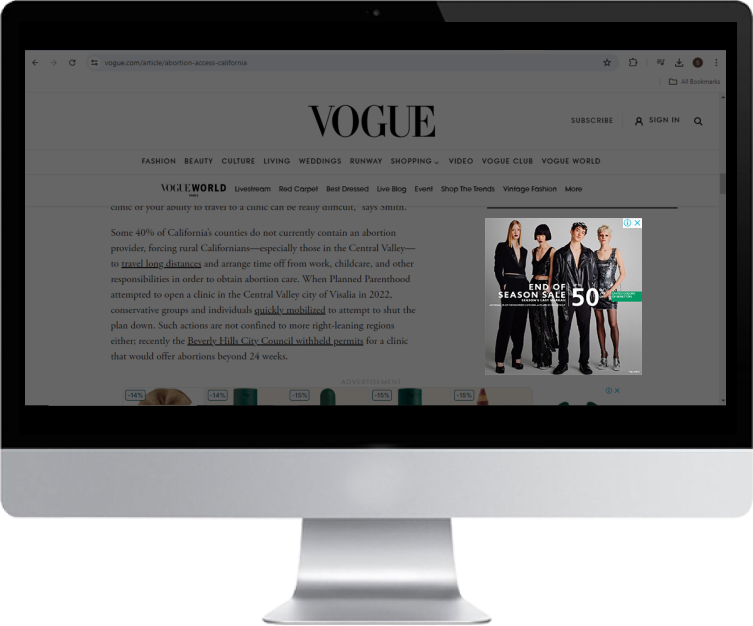 vogue.com/article/abortion-access-california
All Bookmarks
VOGUE
SUBSCRIBE
SIGN IN
FASHION BEAUTY CULTURE LIVING WEDDINGS RUNWAY SHOPPING VIDEO VOGUE CLUB VOGUE WORLD
VOGUEWORLD Livestream Red Carpet Best Dressed Live Blog Event Shop The Trends Vintage Fashion More
clinic or your ability to travel to a clinic can be really difficult," says Smith.
Some 40% of California's counties do not currently contain an abortion
provider, forcing rural Californians—especially those in the Central Valley—
to travel long distances and arrange time off from work, childcare, and other
responsibilities in order to obtain abortion care. When Planned Parenthood
attempted to open a clinic in the Central Valley city of Visalia in 2022,
conservative groups and individuals quickly mobilized to attempt to shut the
plan down. Such actions are not confined to more right-leaning regions
either; recently the Beverly Hills City Council withheld permits for a clinic
that would offer abortions beyond 24 weeks.
END OF
SEASON SALE
50%
ADVERTISEMENT
-14% -14% -15% -15% -15%